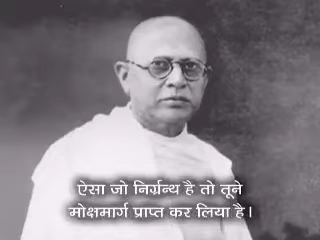 ऐसा जो निर्ग्रन्थ है तो तूने
मोक्षमार्ग प्राप्त कर लिया है।